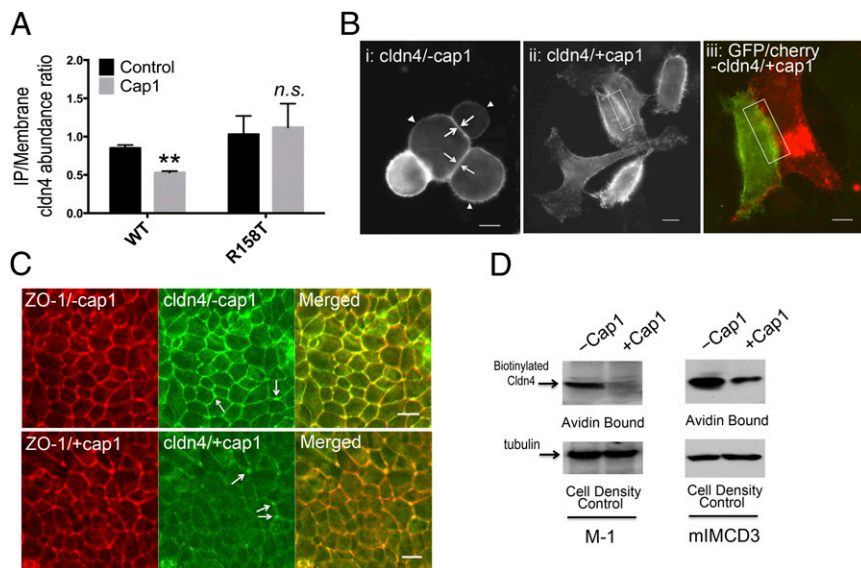 A
IP/Membrane
cldn4 abundance ratio
2.0
1.5
1.0
0.5
0.0
Control
Cap1
**
n.s.
WT
R158T
B
i: cldn4/-cap1
ii: cldn4/+cap1
iii: GFP/cherry
-cldn4/+cap1
C
ZO-1/-cap1
cldn4/-cap1
Merged
ZO-1/+cap1
cldn4/+cap1
Merged
D
–Cap1
+Cap1
–Cap1
+Cap1
Biotinylated
Cldn4
Avidin Bound
Avidin Bound
tubulin
Cell Density
Control
Cell Density
Control
M-1
mIMCD3